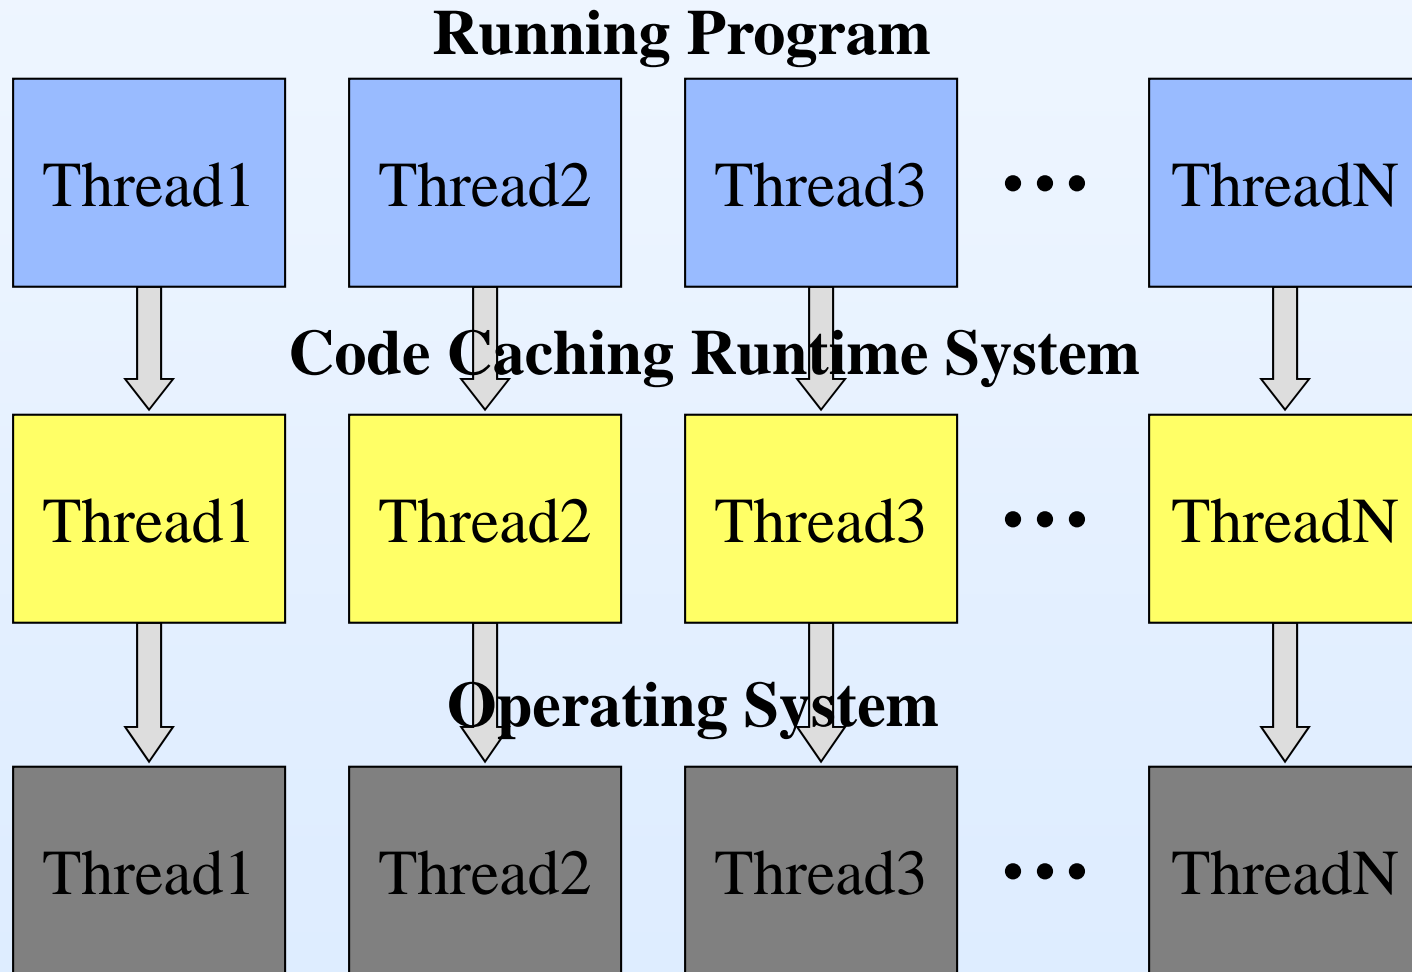 Running Program
Thread1 Thread2 Thread3 ••• ThreadN
Code Caching Runtime System
Thread1 Thread2 Thread3 ••• ThreadN
Operating System
Thread1 Thread2 Thread3 ••• ThreadN